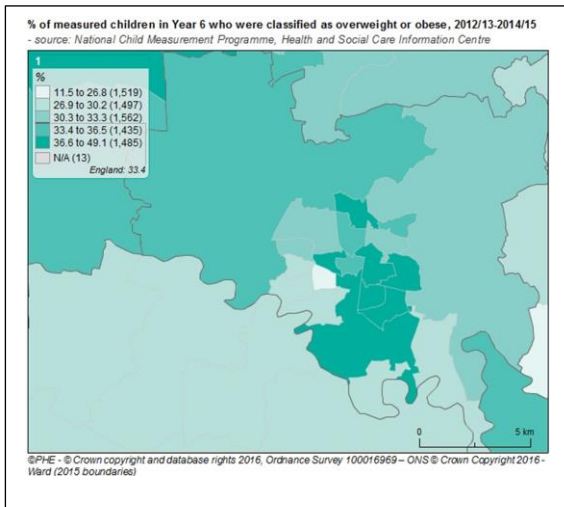 % of measured children in Year 6 who were classified as overweight or obese, 2012/13-2014/15
- source: National Child Measurement Programme, Health and Social Care Information Centre
1
%
11.5 to 26.8 (1,519)
26.9 to 30.2 (1,497)
30.3 to 33.3 (1,562)
33.4 to 36.5 (1,435)
36.6 to 49.1 (1,485)
N/A (13)
England: 33.4
0 5 km
©PHE - © Crown copyright and database rights 2016, Ordnance Survey 100016969 – ONS © Crown Copyright 2016 -
Ward (2015 boundaries)